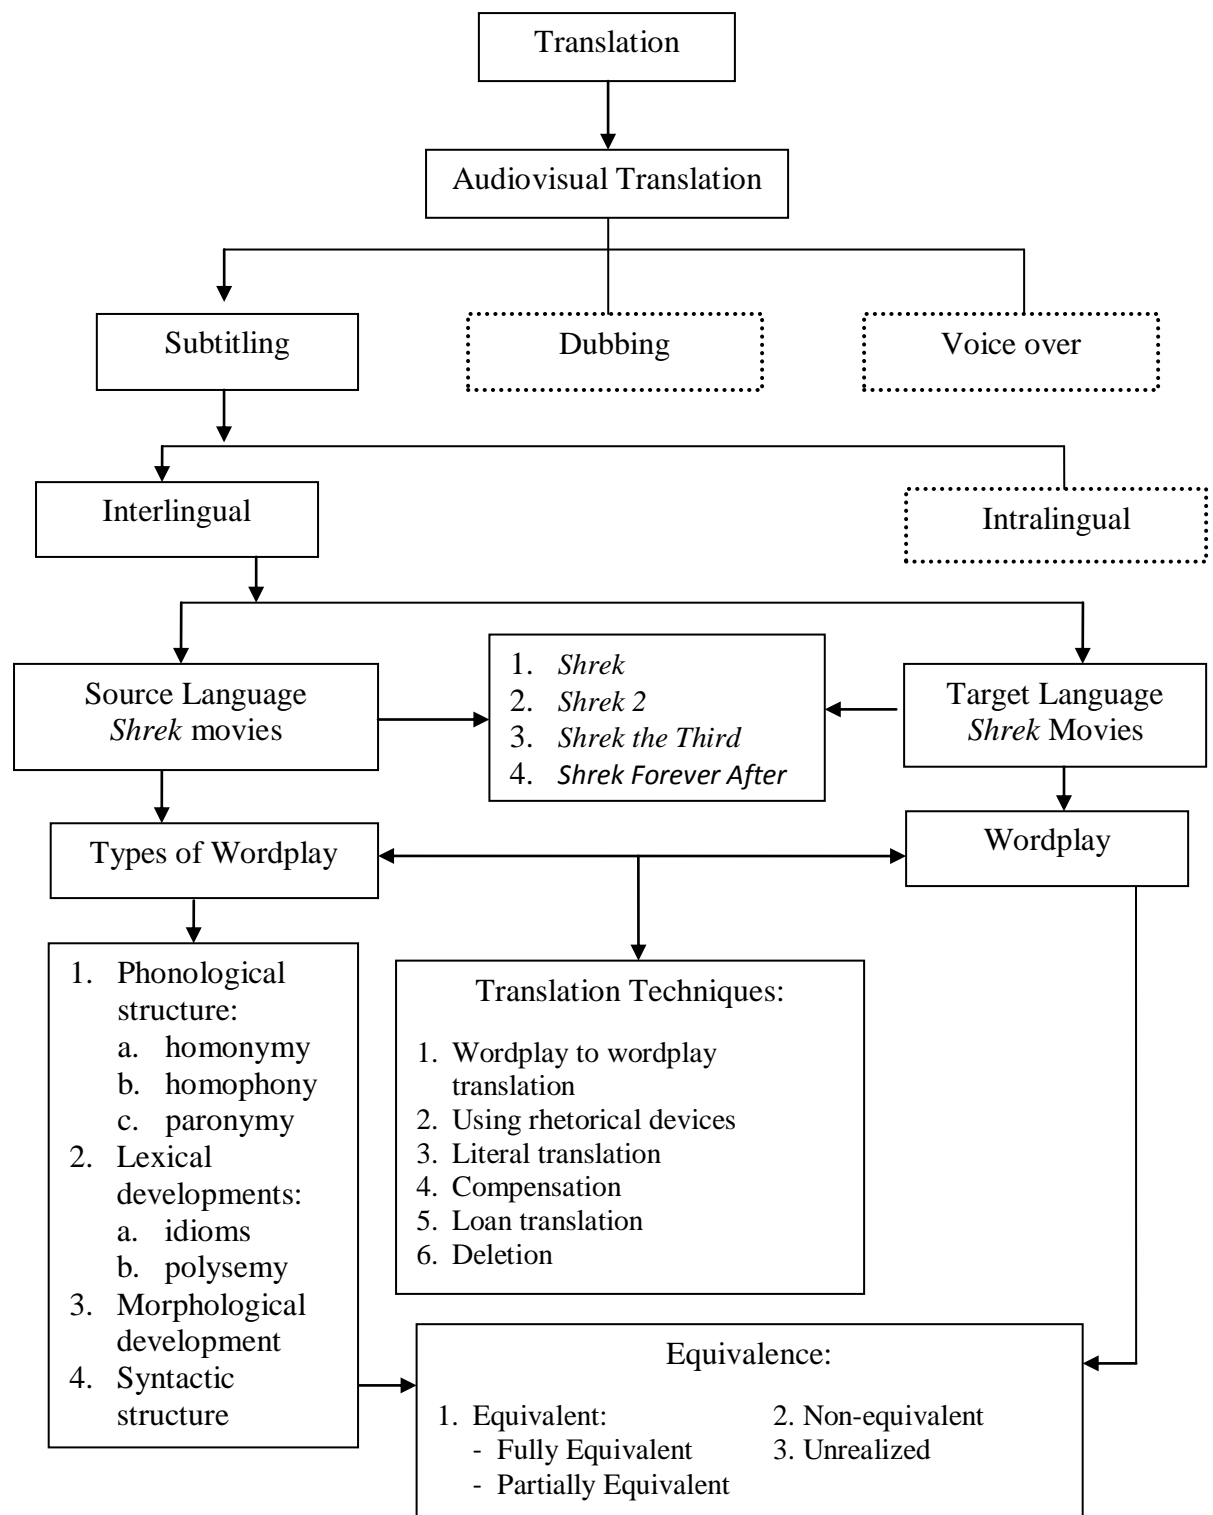 Translation
Audiovisual Translation
Subtitling
Dubbing
Voice over
Interlingual
Intralingual
Source Language
Shrek movies
1. Shrek
2. Shrek 2
3. Shrek the Third
4. Shrek Forever After
Target Language
Shrek Movies
Types of Wordplay
Wordplay
1. Phonological
structure:
a. homonymy
b. homophony
c. paronymy
2. Lexical
developments:
a. idioms
b. polysemy
3. Morphological
development
4. Syntactic
structure
Translation Techniques:
1. Wordplay to wordplay
translation
2. Using rhetorical devices
3. Literal translation
4. Compensation
5. Loan translation
6. Deletion
Equivalence:
1. Equivalent:
- Fully Equivalent
- Partially Equivalent
2. Non-equivalent
3. Unrealized